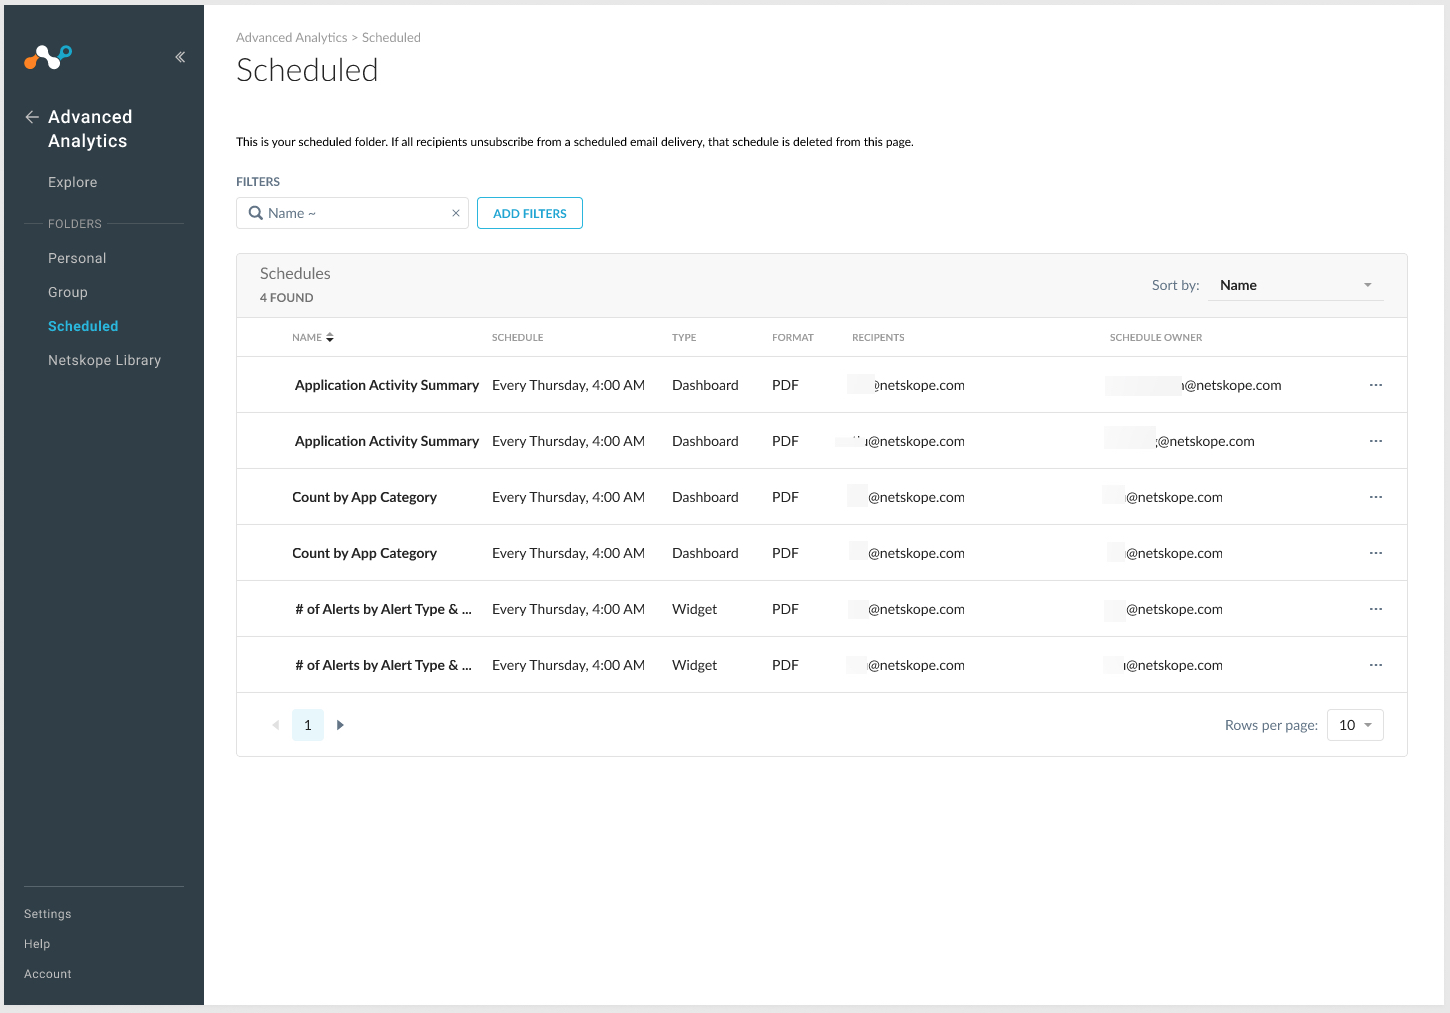 Advanced
Analytics
Explore
FOLDERS
Personal
Group
Scheduled
Netskope Library
Settings
Help
Account
Advanced Analytics > Scheduled
Scheduled
This is your scheduled folder. If all recipients unsubscribe from a scheduled email delivery, that schedule is deleted from this page.
FILTERS
Name ~ ×
ADD FILTERS
Schedules
4 FOUND
Sort by: Name
NAME SCHEDULE TYPE FORMAT RECIPENTS SCHEDULE OWNER
Application Activity Summary Every Thursday, 4:00 AM Dashboard PDF @netskope.com @netskope.com ...
Application Activity Summary Every Thursday, 4:00 AM Dashboard PDF @netskope.com @netskope.com ...
Count by App Category Every Thursday, 4:00 AM Dashboard PDF @netskope.com @netskope.com ...
Count by App Category Every Thursday, 4:00 AM Dashboard PDF @netskope.com @netskope.com ...
# of Alerts by Alert Type & ... Every Thursday, 4:00 AM Widget PDF @netskope.com @netskope.com ...
# of Alerts by Alert Type & ... Every Thursday, 4:00 AM Widget PDF @netskope.com @netskope.com ...
1
Rows per page: 10